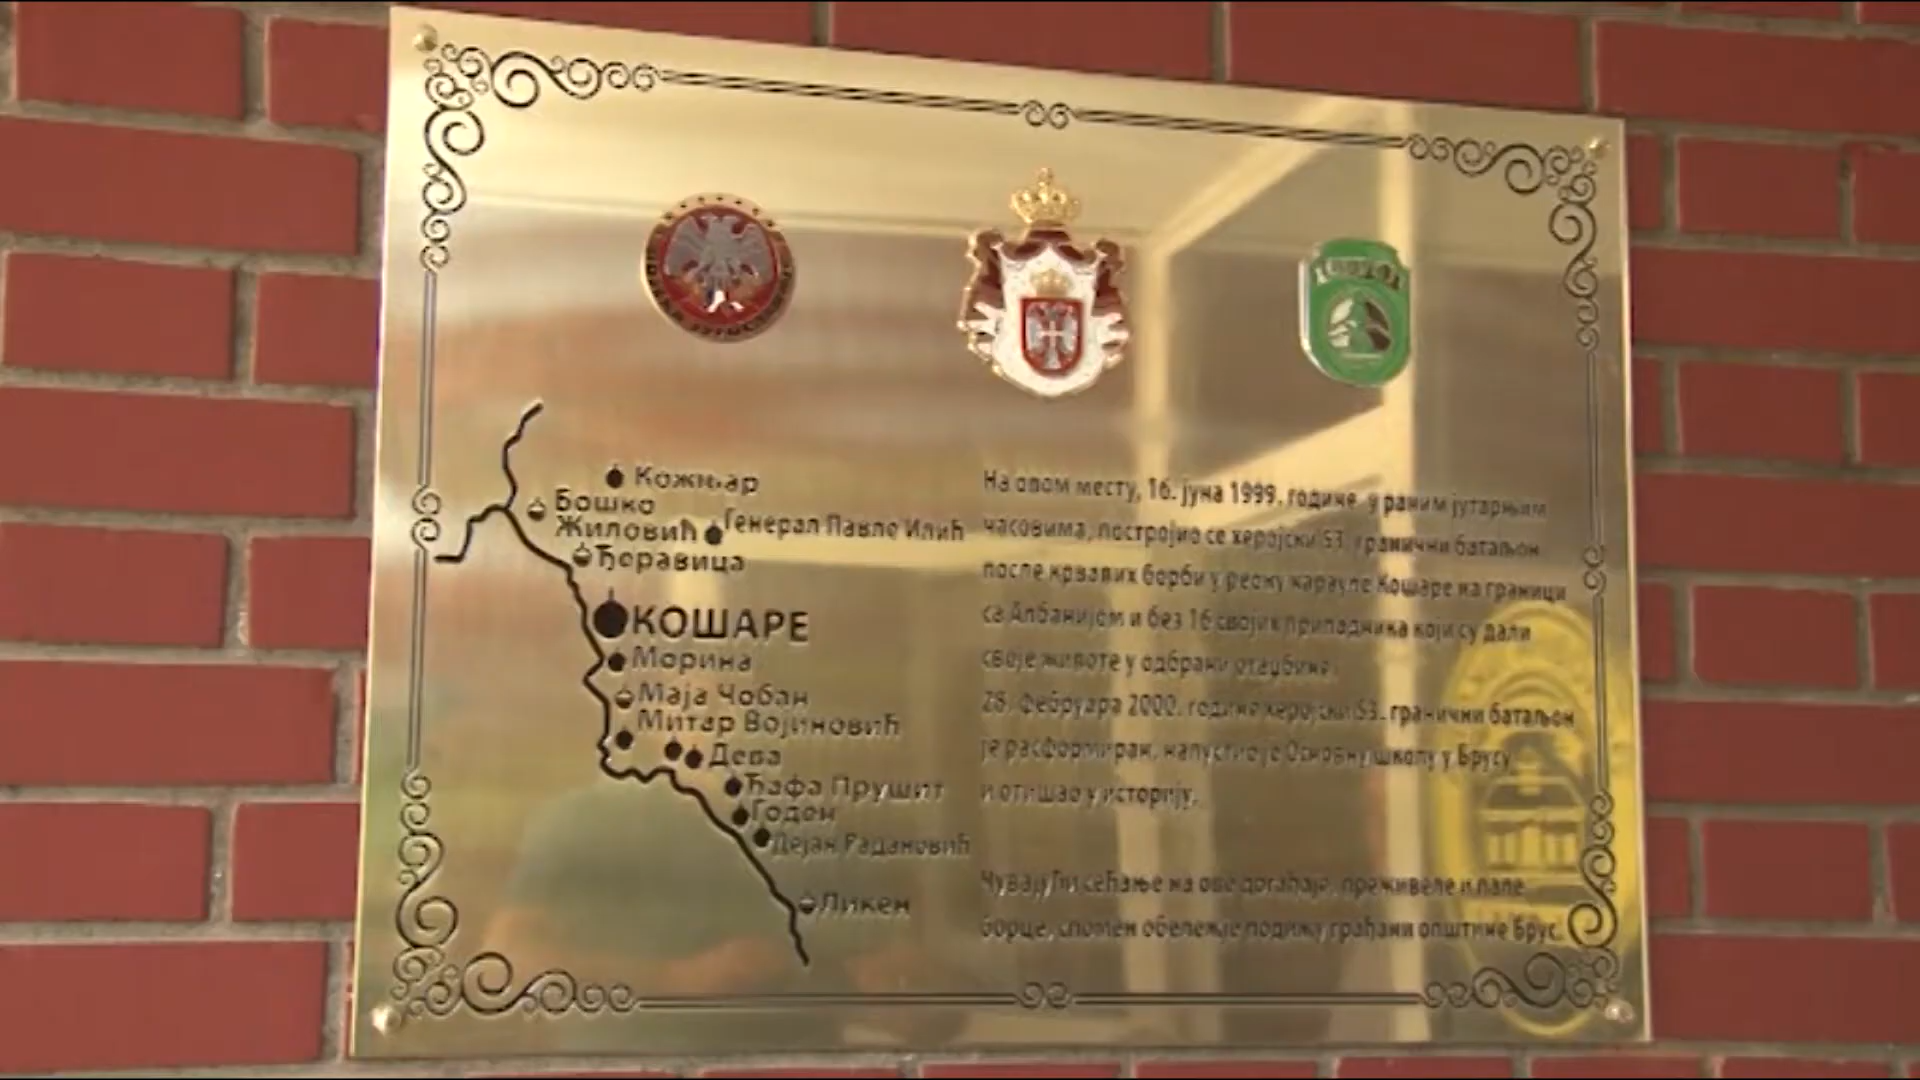 Кожњар
Бошко
Жиловић
Генерал Павле Илић
Ђеравица
КОШАРЕ
Морина
Маја Чобан
Митар Војиновић
Дева
Ђафа Прушит
Годен
Дејан Радановић
Ликен
На овом месту, 16. јуна 1999. године у раним јутарњим
часовима, постројио се херојски 53. гранични батаљон
после крвавих борби у реону карауле Кошаре на граници
са Албанијом и без 16 својих припадника који су дали
своје животе у одбрани отаџбине.
28. фебруара 2000. године херојски 53. гранични батаљон
је расформиран, напустио је Основну школу у Брусу
и отишао у историју.
Чувајући сећање на ове догађаје, преживеле и пале
борце, спомен обележје подижу грађани општине Брус.